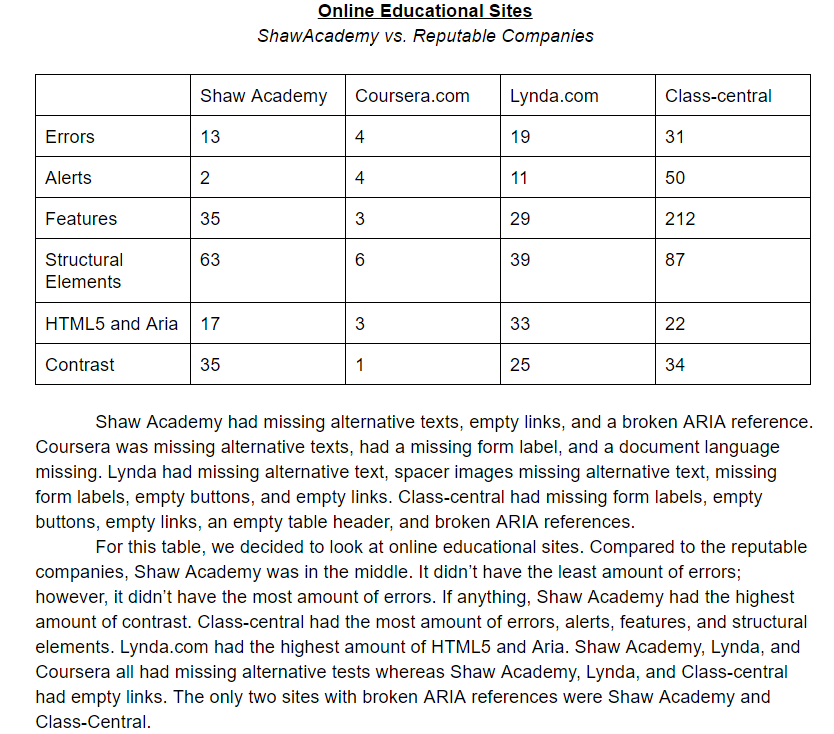 Online Educational Sites
ShawAcademy vs. Reputable Companies
Shaw Academy Coursera.com Lynda.com Class-central
Errors 13 4 19 31
Alerts 2 4 11 50
Features 35 3 29 212
Structural
Elements 63 6 39 87
HTML5 and Aria 17 3 33 22
Contrast 35 1 25 34
Shaw Academy had missing alternative texts, empty links, and a broken ARIA reference.
Coursera was missing alternative texts, had a missing form label, and a document language
missing. Lynda had missing alternative text, spacer images missing alternative text, missing
form labels, empty buttons, and empty links. Class-central had missing form labels, empty
buttons, empty links, an empty table header, and broken ARIA references.
For this table, we decided to look at online educational sites. Compared to the reputable
companies, Shaw Academy was in the middle. It didn’t have the least amount of errors;
however, it didn’t have the most amount of errors. If anything, Shaw Academy had the highest
amount of contrast. Class-central had the most amount of errors, alerts, features, and structural
elements. Lynda.com had the highest amount of HTML5 and Aria. Shaw Academy, Lynda, and
Coursera all had missing alternative tests whereas Shaw Academy, Lynda, and Class-central
had empty links. The only two sites with broken ARIA references were Shaw Academy and
Class-Central.